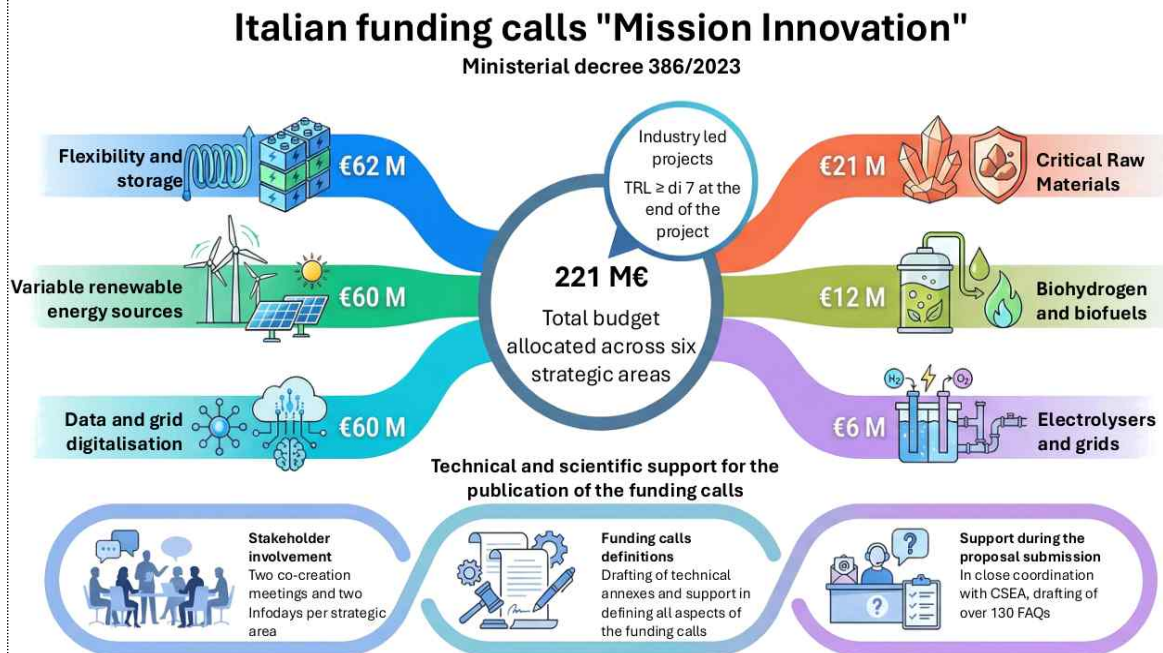 Italian funding calls "Mission Innovation"
Ministerial decree 386/2023
Flexibility and
storage
€62 M
Variable renewable
energy sources
€60 M
Data and grid
digitalisation
€60 M
Industry led
projects
TRL ≥ di 7 at the
end of the
project
221 M€
Total budget
allocated across six
strategic areas
€21 M
Critical Raw
Materials
€12 M
Biohydrogen
and biofuels
€6 M
H₂
O₂
Electrolysers
and grids
Technical and scientific support for the
publication of the funding calls
Stakeholder
involvement
Two co-creation
meetings and two
Infodays per strategic
area
Funding calls
definitions
Drafting of technical
annexes and support in
defining all aspects of
the funding calls
?
?
Support during the
proposal submission
In close coordination
with CSEA, drafting of
over 130 FAQs